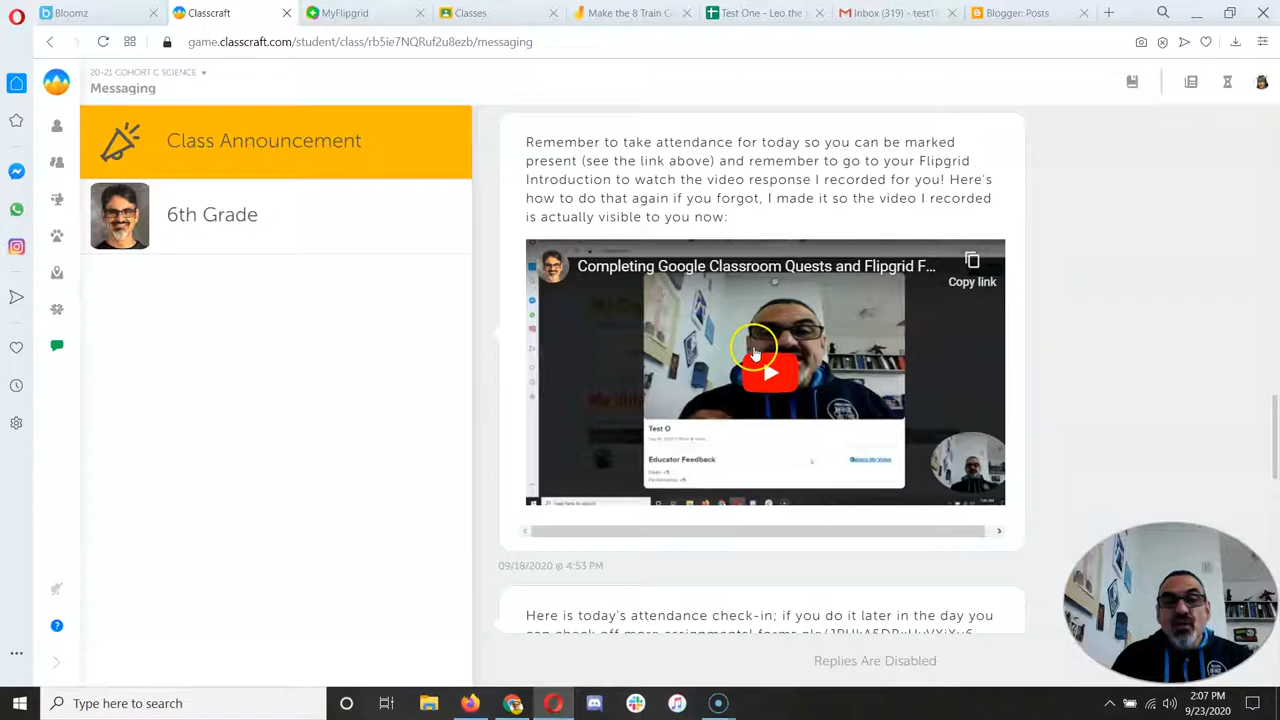 Bloomz
Classcraft
MyFlipgrid
Classes
Make the 8 Train C
Test One - Leo the
Inbox (319) - test1
Blogger: Posts
game.classcraft.com/student/class/rb5ie7NQRuf2u8ezb/messaging
20-21 COHORT C SCIENCE
Messaging
Class Announcement
6th Grade
Remember to take attendance for today so you can be marked
present (see the link above) and remember to go to your Flipgrid
Introduction to watch the video response I recorded for you! Here's
how to do that again if you forgot, I made it so the video I recorded
is actually visible to you now:
Completing Google Classroom Quests and Flipgrid F...
Copy link
Test O
Educator Feedback
Type here to search
09/18/2020 @ 4:53 PM
Here is today's attendance check-in; if you do it later in the day you
Replies Are Disabled
Type here to search
2:07 PM
9/23/2020